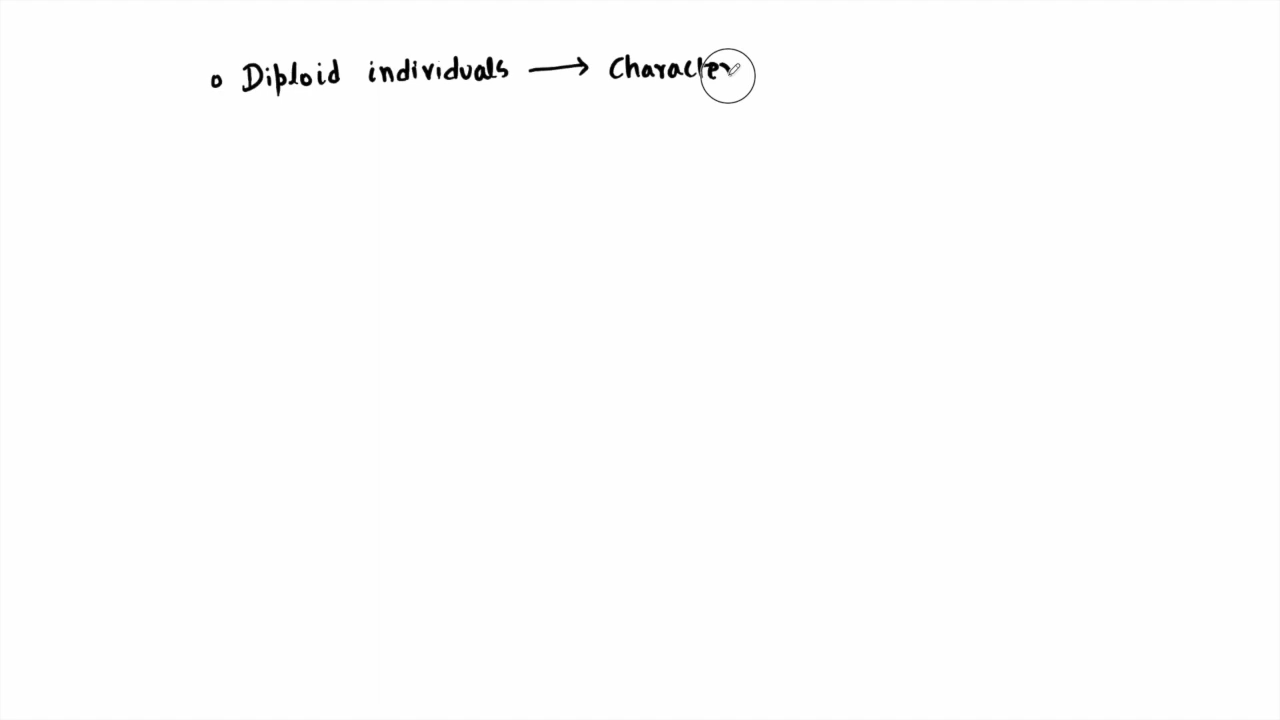 o Diploid individuals → Character